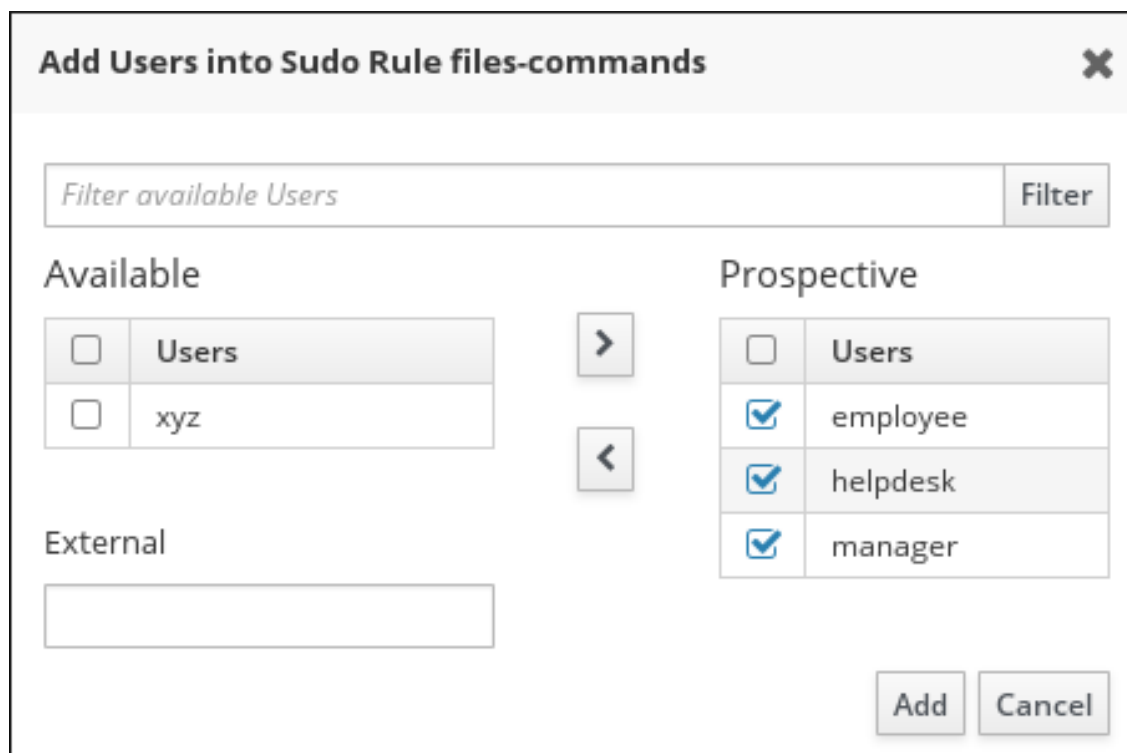 Add Users into Sudo Rule files-commands
Filter available Users
Filter
Available
Prospective
Users
Users
xyz
employee
helpdesk
External
manager
Add
Cancel